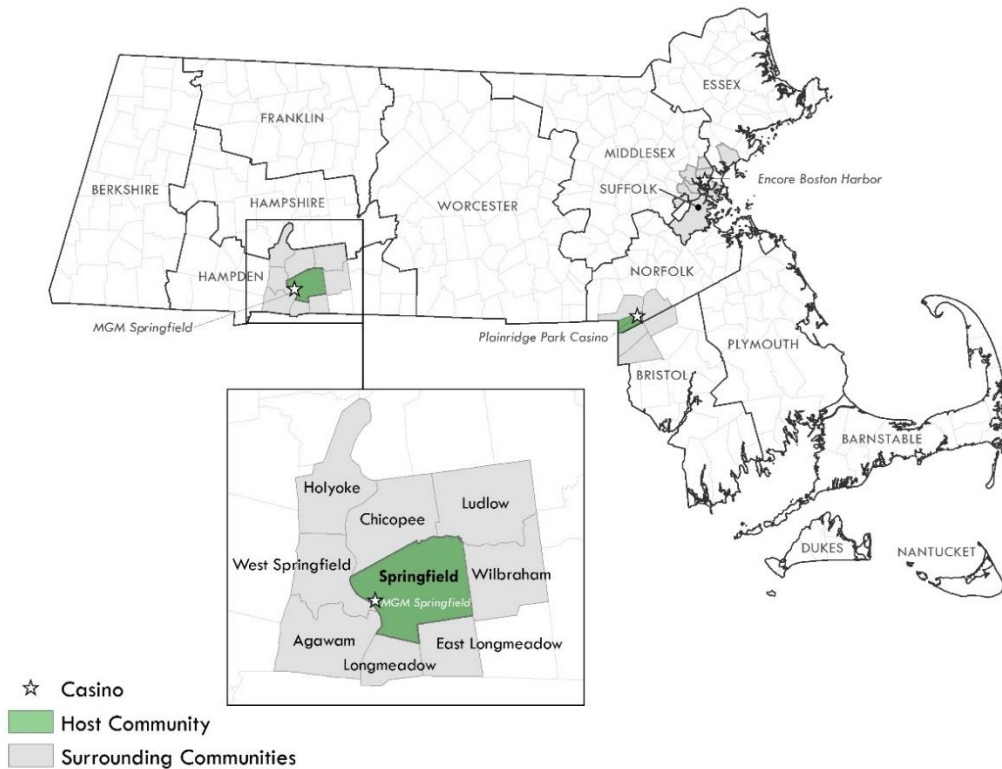 ESSEX
FRANKLIN
MIDDLESEX
Encore Boston Harbor
BERKSHIRE
SUFFOLK
HAMPSHIRE
WORCESTER
HAMPDEN
NORFOLK
MGM Springfield
Plainridge Park Casino
PLYMOUTH
BRISTOL
BARNSTABLE
DUKES
NANTUCKET
Holyoke
Ludlow
Chicopee
West Springfield
Springfield
Wilbraham
MGM Springfield
Agawam
East Longmeadow
Longmeadow
Casino
Host Community
Surrounding Communities